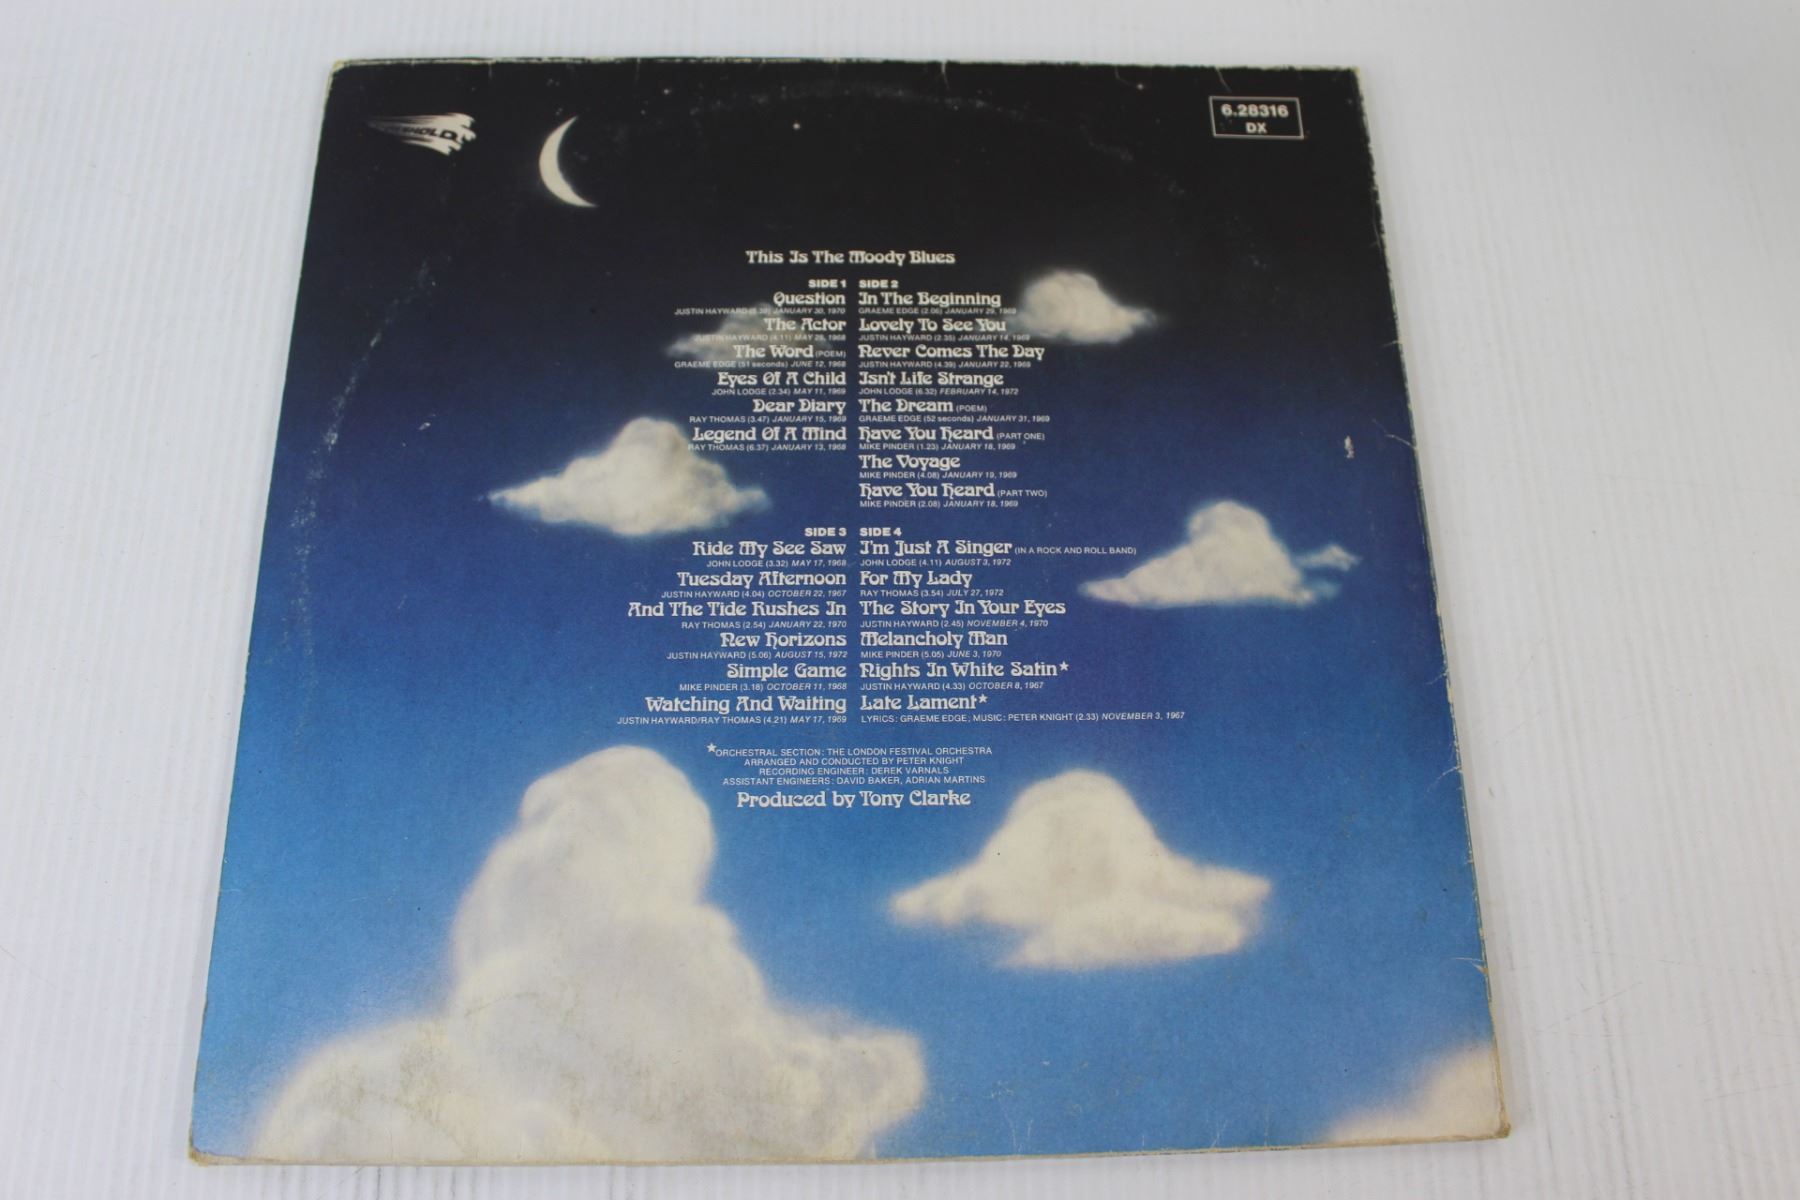 6.28316
DX
This Is The Moody Blues
SIDE 1
Question
JUSTIN HAYWARD JANUARY 30, 1970
The Actor
JUSTIN HAYWARD (4.11) MAY 29, 1968
The Word (POEM)
GRAEME EDGE (51 seconds) JUNE 12, 1968
Eyes Of A Child
JOHN LODGE (2.34) MAY 11, 1969
Dear Diary
RAY THOMAS (3.47) JANUARY 15, 1969
Legend Of A Mind
RAY THOMAS (6.37) JANUARY 13, 1968
SIDE 2
In The Beginning
GRAEME EDGE (2.06) JANUARY 29, 1969
Lovely To See You
JUSTIN HAYWARD (2.35) JANUARY 14, 1969
Never Comes The Day
JUSTIN HAYWARD (4.39) JANUARY 22, 1969
Isn't Life Strange
JOHN LODGE (6.32) FEBRUARY 14, 1972
The Dream (POEM)
GRAEME EDGE (52 seconds) JANUARY 31, 1969
Have You Heard (PART ONE)
MIKE PINDER (1.23) JANUARY 18, 1969
The Voyage
MIKE PINDER (4.08) JANUARY 19, 1969
Have You Heard (PART TWO)
MIKE PINDER (2.08) JANUARY 18, 1969
SIDE 3
Ride My See Saw
JOHN LODGE (3.32) MAY 17, 1968
Tuesday Afternoon
JUSTIN HAYWARD (4.04) OCTOBER 22, 1967
And The Tide Rushes In
RAY THOMAS (2.54) JANUARY 22, 1970
New Horizons
JUSTIN HAYWARD (5.06) AUGUST 15, 1972
Simple Game
MIKE PINDER (3.18) OCTOBER 11, 1968
Watching And Waiting
JUSTIN HAYWARD/RAY THOMAS (4.21) MAY 17, 1969
SIDE 4
I'm Just A Singer (IN A ROCK AND ROLL BAND)
JOHN LODGE (4.11) AUGUST 3, 1972
For My Lady
RAY THOMAS (3.54) JULY 27, 1972
The Story In Your Eyes
JUSTIN HAYWARD (2.45) NOVEMBER 4, 1970
Melancholy Man
MIKE PINDER (5.05) JUNE 3, 1970
Nights In White Satin★
JUSTIN HAYWARD (4.33) OCTOBER 8, 1967
Late Lament★
LYRICS: GRAEME EDGE; MUSIC: PETER KNIGHT (2.33) NOVEMBER 3, 1967
★ORCHESTRAL SECTION: THE LONDON FESTIVAL ORCHESTRA
ARRANGED AND CONDUCTED BY PETER KNIGHT
RECORDING ENGINEER: DEREK VARNALS
ASSISTANT ENGINEERS: DAVID BAKER, ADRIAN MARTINS
Produced by Tony Clarke